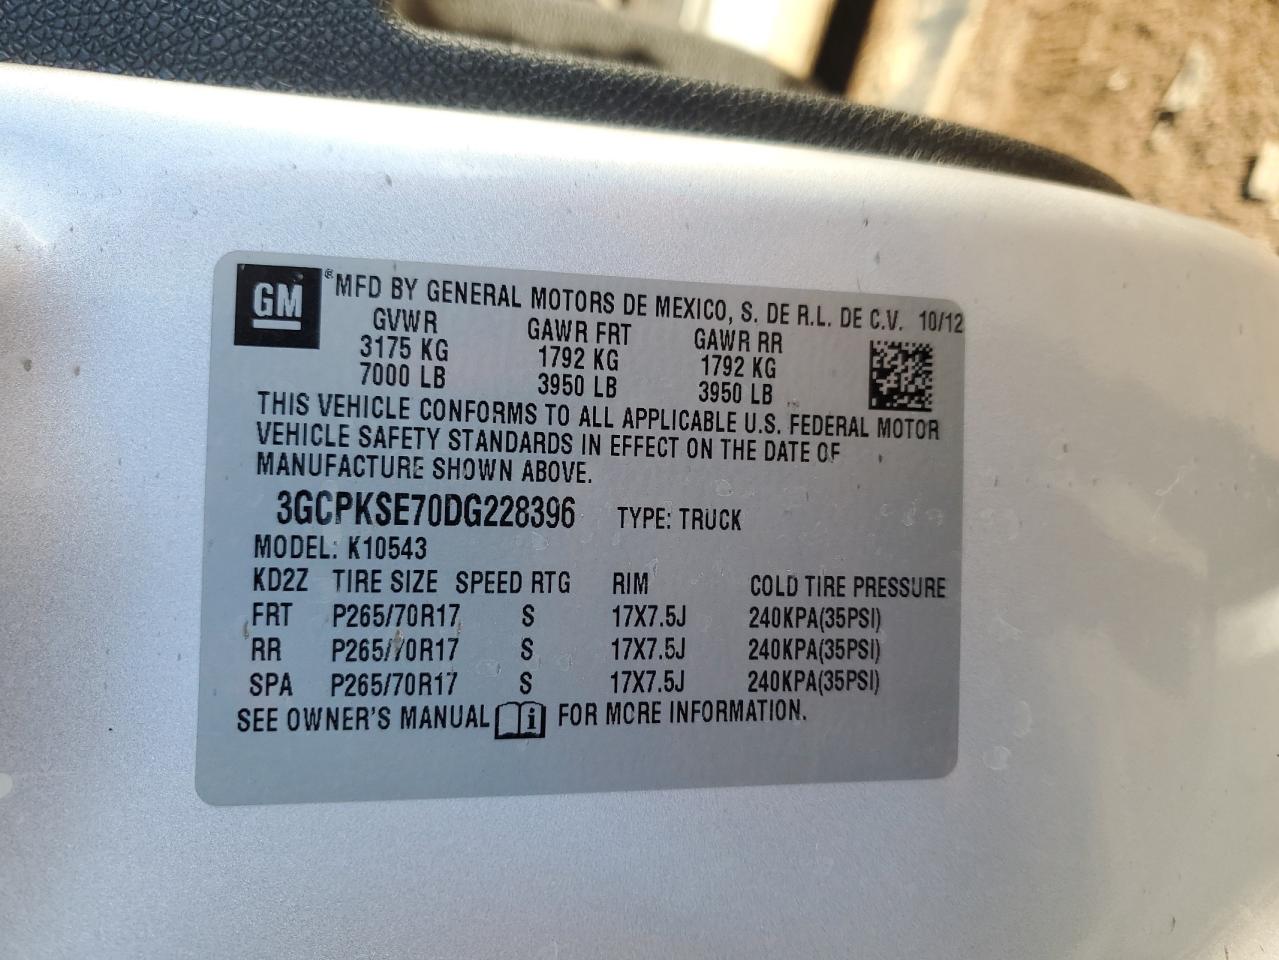 GM ® MFD BY GENERAL MOTORS DE MEXICO, S. DE R.L. DE C.V. 10/12
GVWR GAWR FRT GAWR RR
3175 KG 1792 KG 1792 KG
7000 LB 3950 LB 3950 LB
THIS VEHICLE CONFORMS TO ALL APPLICABLE U.S. FEDERAL MOTOR
VEHICLE SAFETY STANDARDS IN EFFECT ON THE DATE OF
MANUFACTURE SHOWN ABOVE.
3GCPKSE70DG228396 TYPE: TRUCK
MODEL: K10543
KD2Z TIRE SIZE SPEED RTG RIM COLD TIRE PRESSURE
FRT P265/70R17 S 17X7.5J 240KPA(35PSI)
RR P265/70R17 S 17X7.5J 240KPA(35PSI)
SPA P265/70R17 S 17X7.5J 240KPA(35PSI)
SEE OWNER'S MANUAL i FOR MORE INFORMATION.